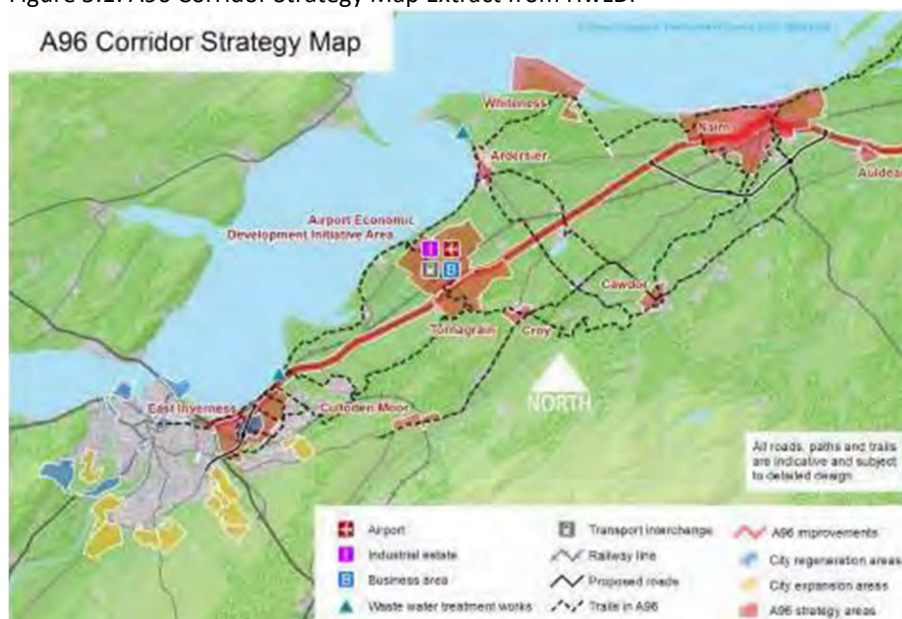 Figure 3.1: A96 Corridor Strategy Map Extract from HwLDP
A96 Corridor Strategy Map
Whiteness
Nairn
Ardersier
Auldearn
Airport Economic
Development Initiative Area
Cawdor
Tornagrain
Croy
NORTH
East Inverness
Culloden Moor
All roads, paths and trails
are indicative and subject
to detailed design
Airport
Industrial estate
Business area
Waste water treatment works
Transport interchange
Railway line
Proposed roads
Trails in A96
A96 improvements
City regeneration areas
City expansion areas
A96 strategy areas